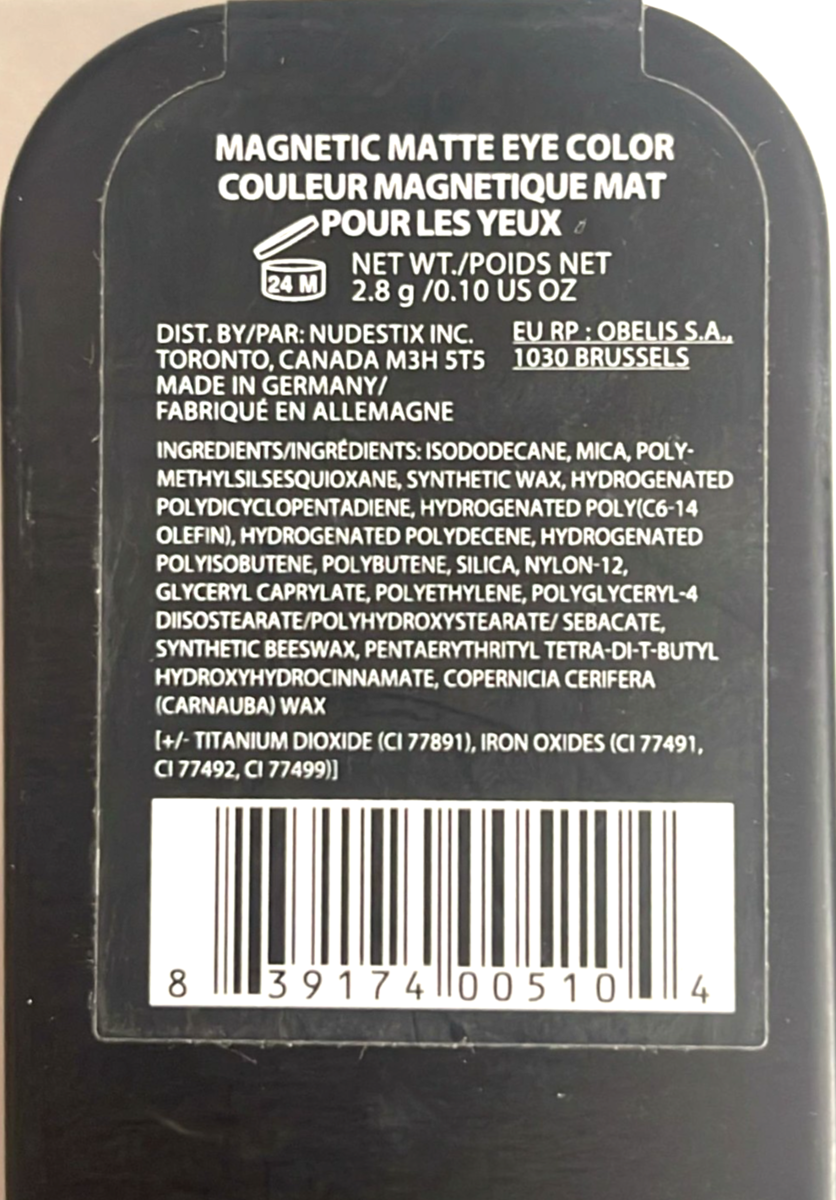 MAGNETIC MATTE EYE COLOR
COULEUR MAGNETIQUE MAT
POUR LES YEUX
24 M
NET WT./POIDS NET
2.8 g /0.10 US OZ
DIST. BY/PAR: NUDESTIX INC.
TORONTO, CANADA M3H 5T5
MADE IN GERMANY/
FABRIQUÉ EN ALLEMAGNE
EU RP : OBELIS S.A.,
1030 BRUSSELS
INGREDIENTS/INGRÉDIENTS: ISODODECANE, MICA, POLY-
METHYLSILSESQUIOXANE, SYNTHETIC WAX, HYDROGENATED
POLYDICYCLOPENTADIENE, HYDROGENATED POLY(C6-14
OLEFIN), HYDROGENATED POLYDECENE, HYDROGENATED
POLYISOBUTENE, POLYBUTENE, SILICA, NYLON-12,
GLYCERYL CAPRYLATE, POLYETHYLENE, POLYGLYCERYL-4
DIISOSTEARATE/POLYHYDROXYSTEARATE/ SEBACATE,
SYNTHETIC BEESWAX, PENTAERYTHRITYL TETRA-DI-T-BUTYL
HYDROXYHYDROCINNAMATE, COPERNICIA CERIFERA
(CARNAUBA) WAX
[+/- TITANIUM DIOXIDE (CI 77891), IRON OXIDES (CI 77491,
CI 77492, CI 77499)]
8 39174 00510 4